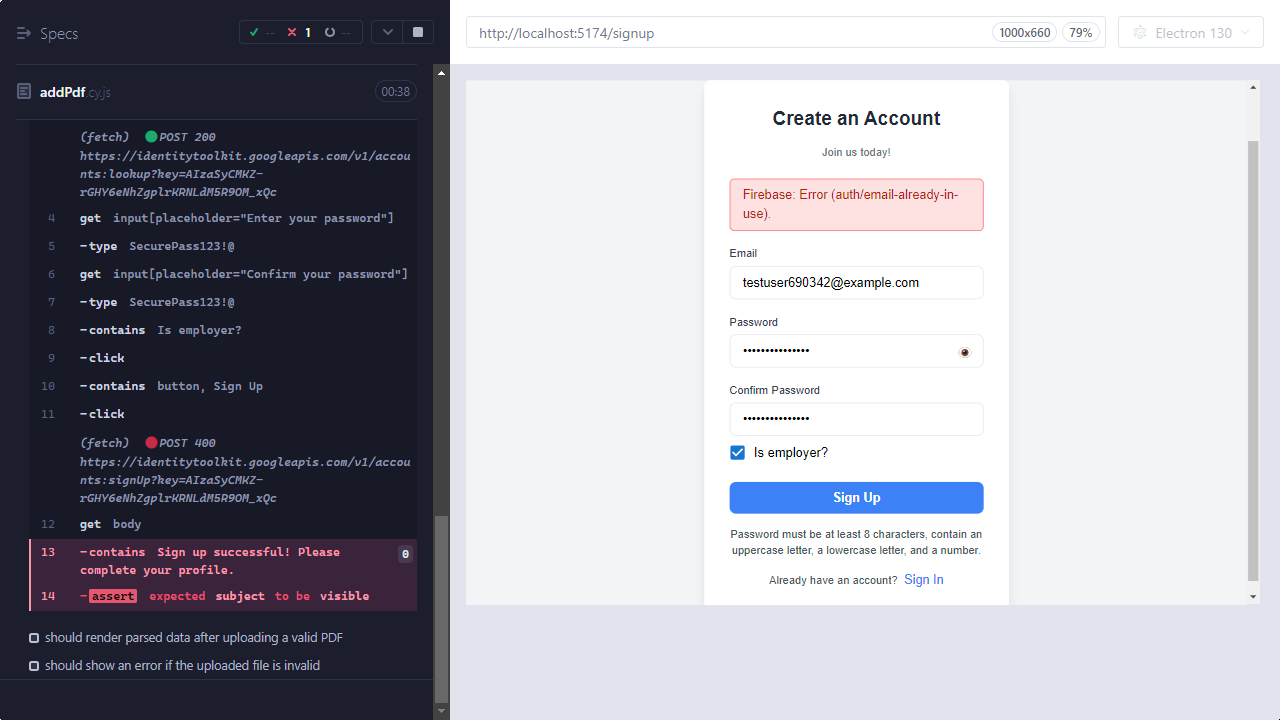 Specs
-- 1 --
addPdf.cy.js 00:38
(fetch) POST 200
https://identitytoolkit.googleapis.com/v1/accou
nts:lookup?key=AIzaSyCMKZ-
rGHY6eNhZgplrKRNLdM5R9OM_xQc
4 get input[placeholder="Enter your password"]
5 -type SecurePass123!@
6 get input[placeholder="Confirm your password"]
7 -type SecurePass123!@
8 -contains Is employer?
9 -click
10 -contains button, Sign Up
11 -click
(fetch) POST 400
https://identitytoolkit.googleapis.com/v1/accou
nts:signUp?key=AIzaSyCMKZ-
rGHY6eNhZgplrKRNLdM5R9OM_xQc
12 get body
13 -contains Sign up successful! Please 0
complete your profile.
14 -assert expected subject to be visible
should render parsed data after uploading a valid PDF
should show an error if the uploaded file is invalid
http://localhost:5174/signup 1000x660 79% Electron 130
Create an Account
Join us today!
Firebase: Error (auth/email-already-in-
use).
Email
testuser690342@example.com
Password
•••••••••••••••
Confirm Password
•••••••••••••••
Is employer?
Sign Up
Password must be at least 8 characters, contain an
uppercase letter, a lowercase letter, and a number.
Already have an account? Sign In